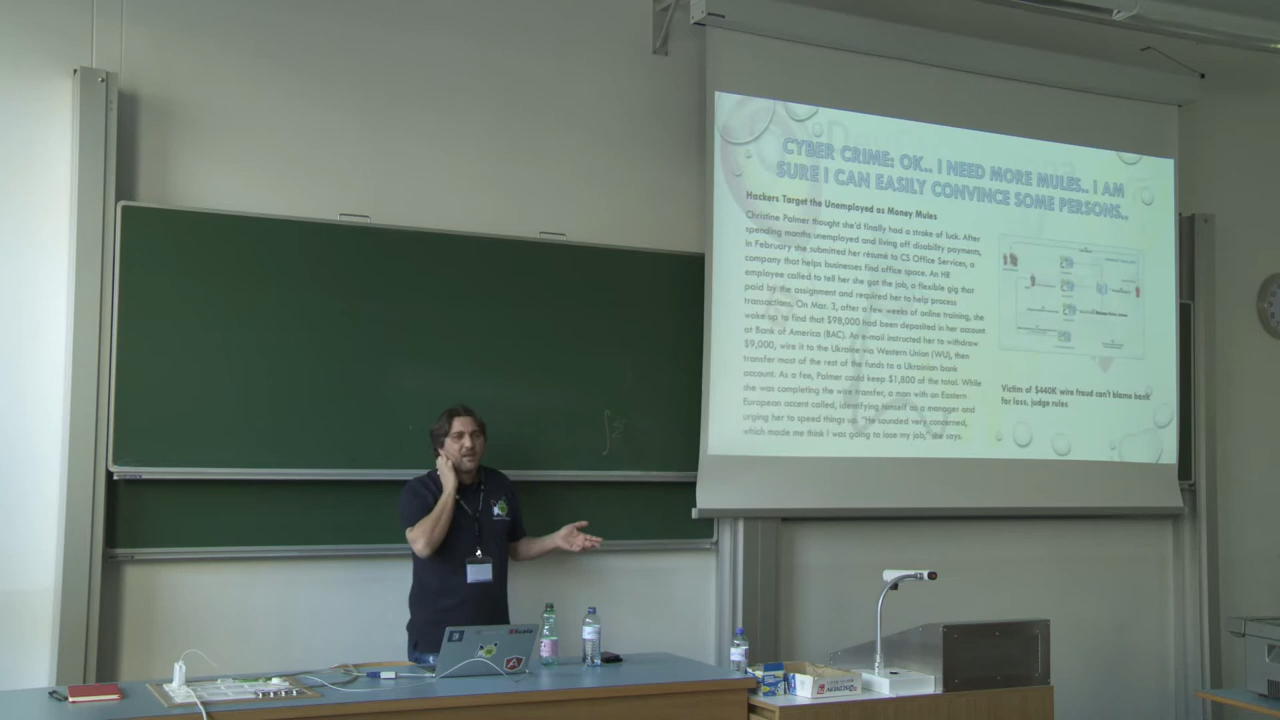 CYBER CRIME: OK.. I NEED MORE MULES.. I AM
SURE I CAN EASILY CONVINCE SOME PERSONS..
Hackers Target the Unemployed as Money Mules
Christine Palmer thought she'd finally had a stroke of luck. After
spending months unemployed and living off disability payments,
in February she submitted her résumé to CS Office Services, a
company that helps businesses find office space. An HR
employee called to tell her she got the job, a flexible gig that
paid by the assignment and required her to help process
transactions. On Mar. 3, after a few weeks of online training, she
woke up to find that $98,000 had been deposited in her account
at Bank of America (BAC). An e-mail instructed her to withdraw
$9,000, wire it to the Ukraine via Western Union (WU), then
transfer most of the rest of the funds to a Ukrainian bank
account. As a fee, Palmer could keep $1,800 of the total. While
she was completing the wire transfer, a man with an Eastern
European accent called, identifying himself as a manager and
urging her to speed things up. "He sounded very concerned,
which made me think I was going to lose my job," she says.
Victim of $440K wire fraud can't blame bank
for loss, judge rules
Scala